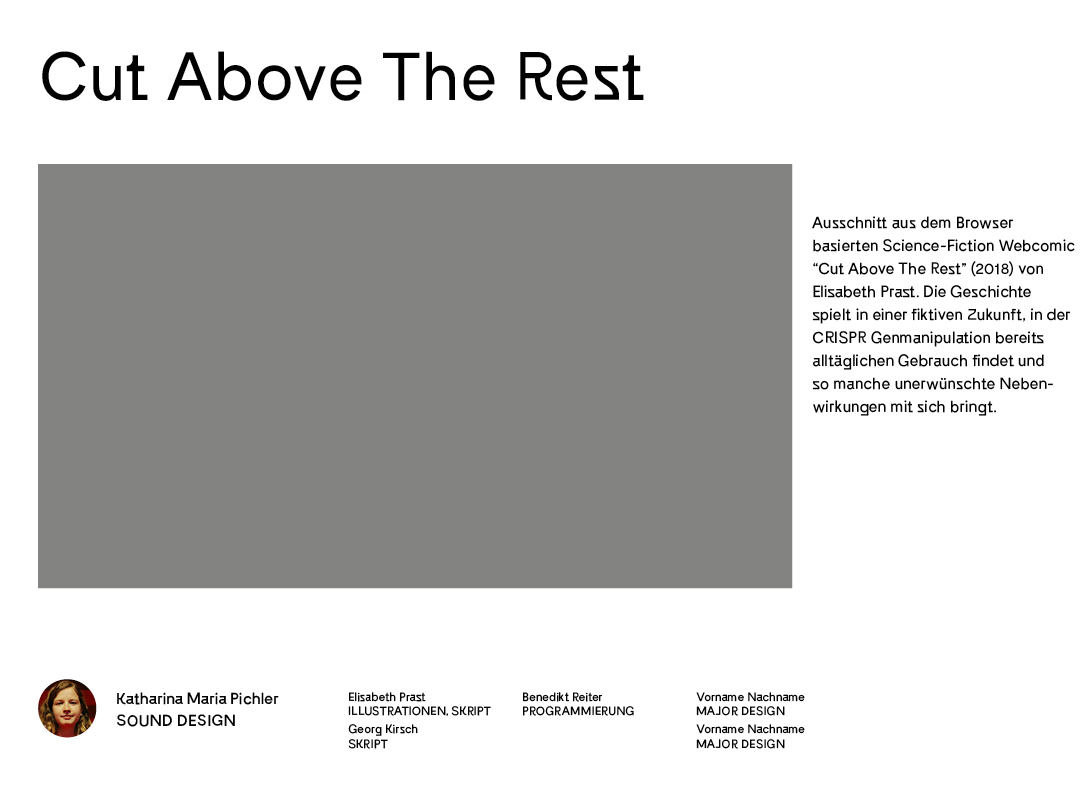 Cut Above The Rest
Ausschnitt aus dem Browser
basierten Science-Fiction Webcomic
“Cut Above The Rest” (2018) von
Elisabeth Prast. Die Geschichte
spielt in einer fiktiven Zukunft, in der
CRISPR Genmanipulation bereits
alltäglichen Gebrauch findet und
so manche unerwünschte Neben-
wirkungen mit sich bringt.
Katharina Maria Pichler
SOUND DESIGN
Elisabeth Prast
ILLUSTRATIONEN, SKRIPT
Georg Kirsch
SKRIPT
Benedikt Reiter
PROGRAMMIERUNG
Vorname Nachname
MAJOR DESIGN
Vorname Nachname
MAJOR DESIGN